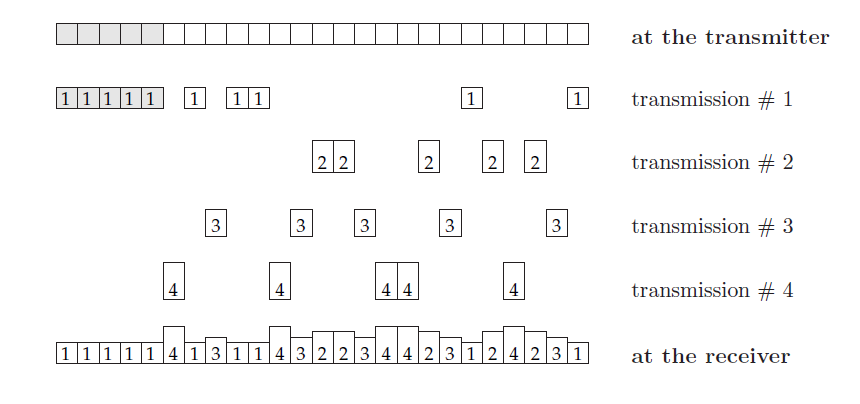 at the transmitter
1 1 1 1 1 1 1 1 1 1 transmission # 1
2 2 2 2 2 transmission # 2
3 3 3 3 3 transmission # 3
4 4 4 4 4 transmission # 4
1 1 1 1 1 4 1 3 1 1 4 3 2 2 3 4 4 2 3 1 2 4 2 3 1 at the receiver